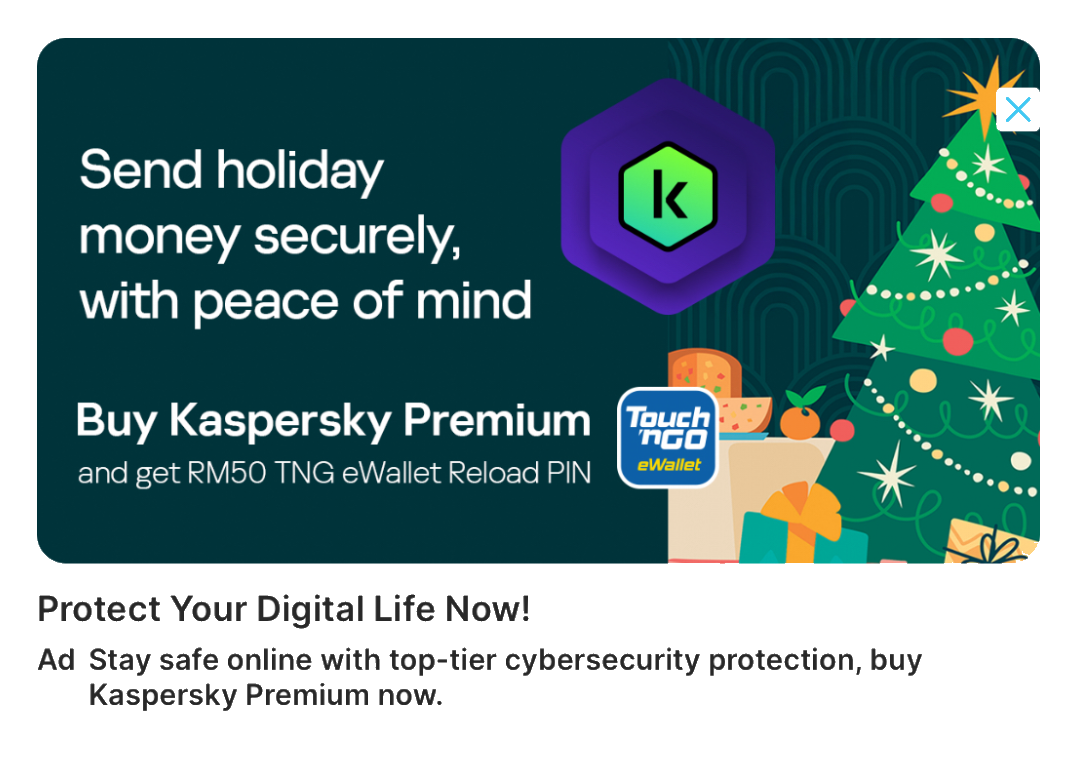 Send holiday
money securely,
with peace of mind
k
Buy Kaspersky Premium
and get RM50 TNG eWallet Reload PIN
Touch
'nGO
eWallet
Protect Your Digital Life Now!
Ad Stay safe online with top-tier cybersecurity protection, buy
Kaspersky Premium now.